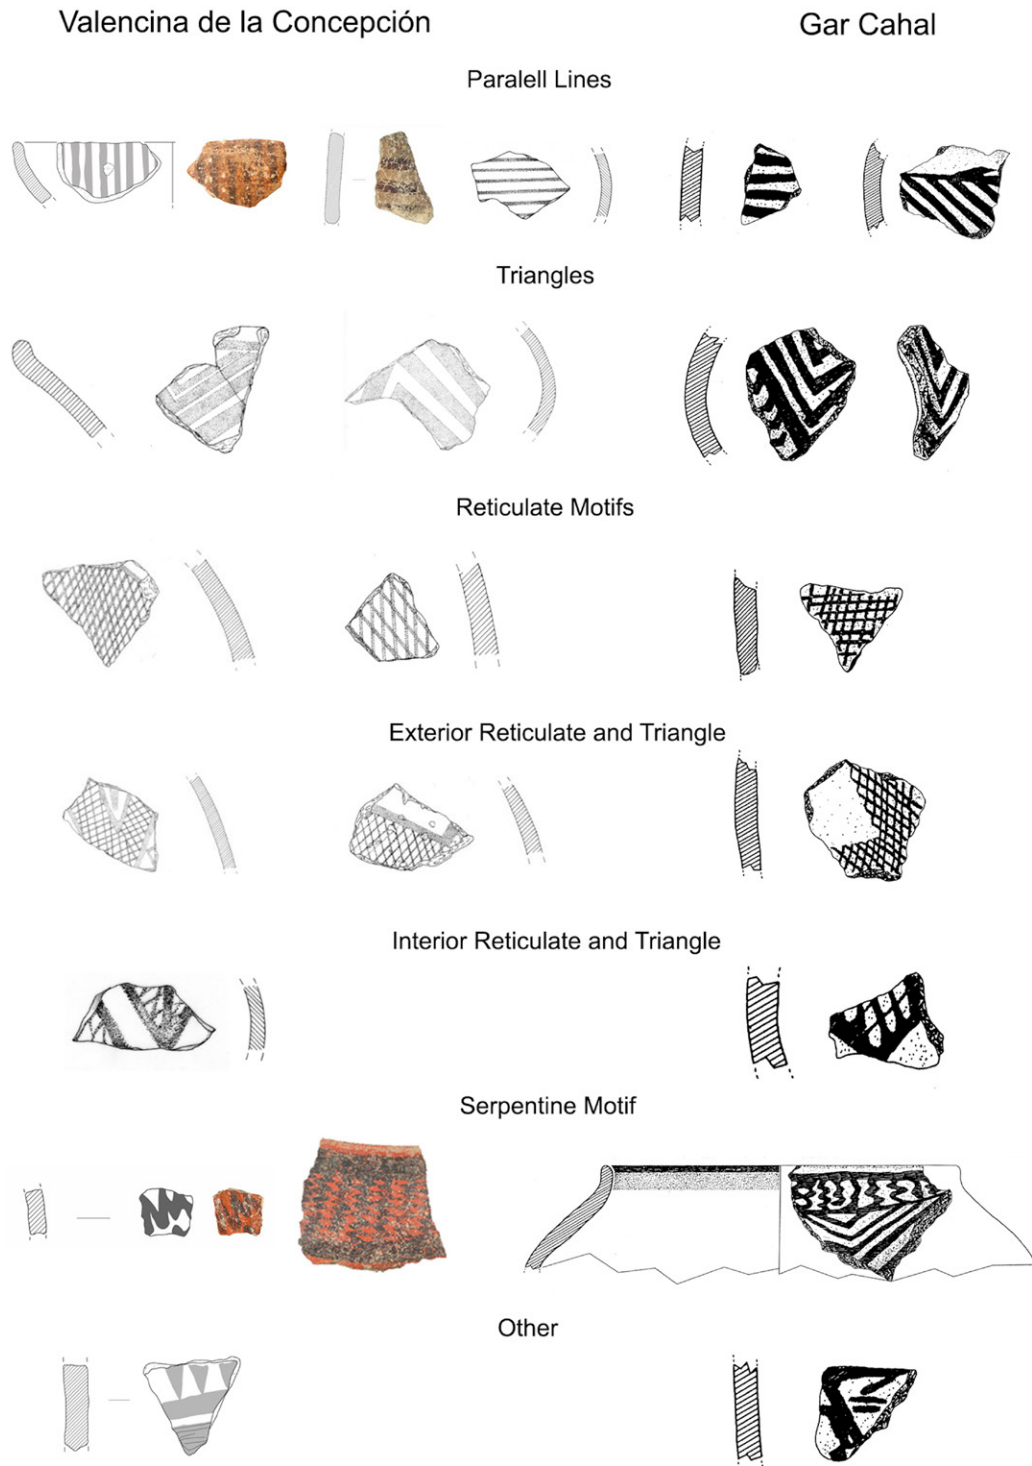 Valencina de la Concepción
Gar Cahal
Paralell Lines
Triangles
Reticulate Motifs
Exterior Reticulate and Triangle
Interior Reticulate and Triangle
Serpentine Motif
Other